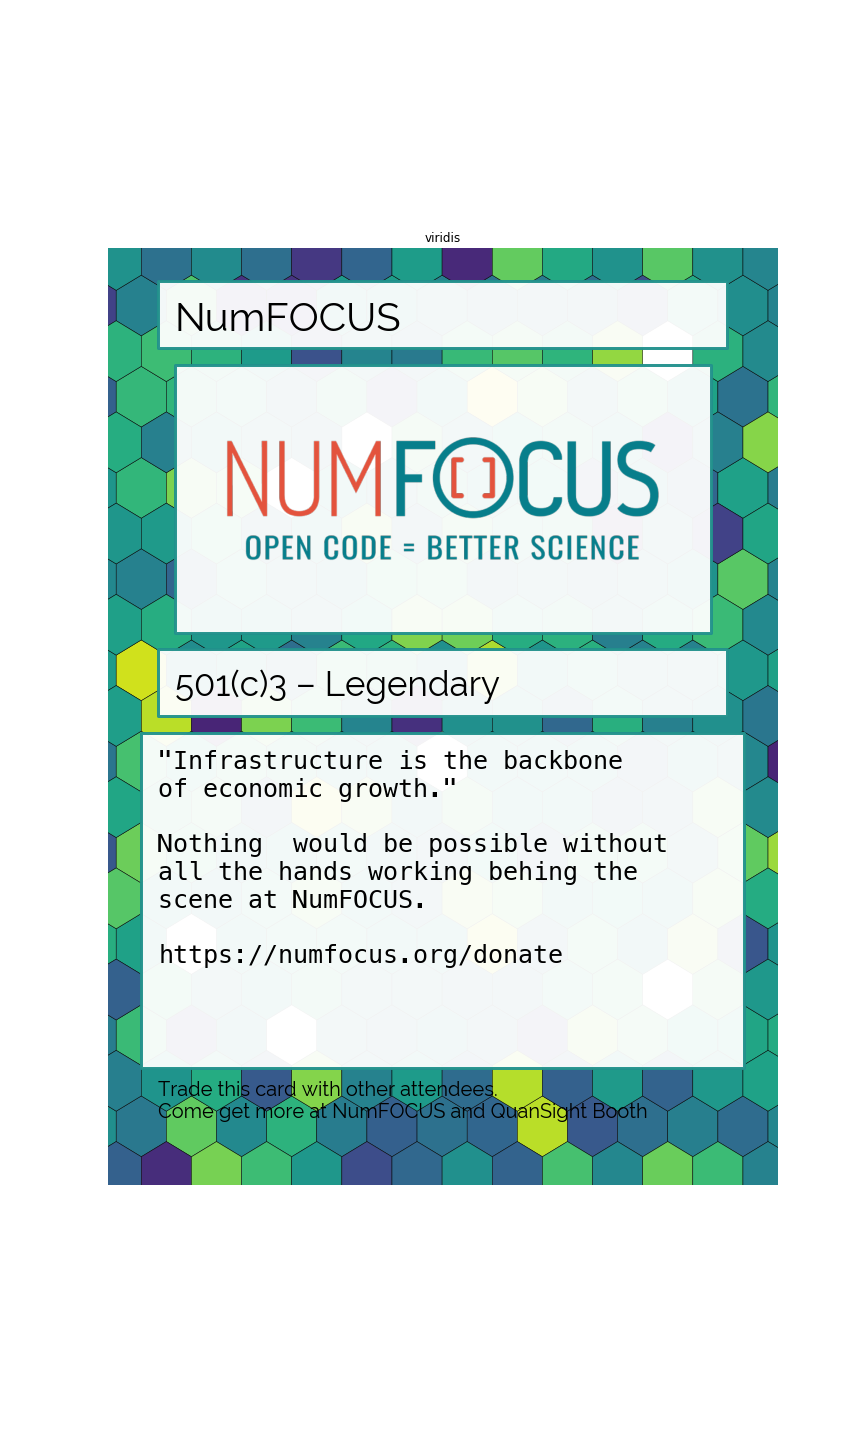 viridis
NumFOCUS
NUMFOCUS
OPEN CODE = BETTER SCIENCE
501(c)3 – Legendary
"Infrastructure is the backbone
of economic growth."
Nothing  would be possible without
all the hands working behing the
scene at NumFOCUS.
https://numfocus.org/donate
Trade this card with other attendees.
Come get more at NumFOCUS and QuanSight Booth